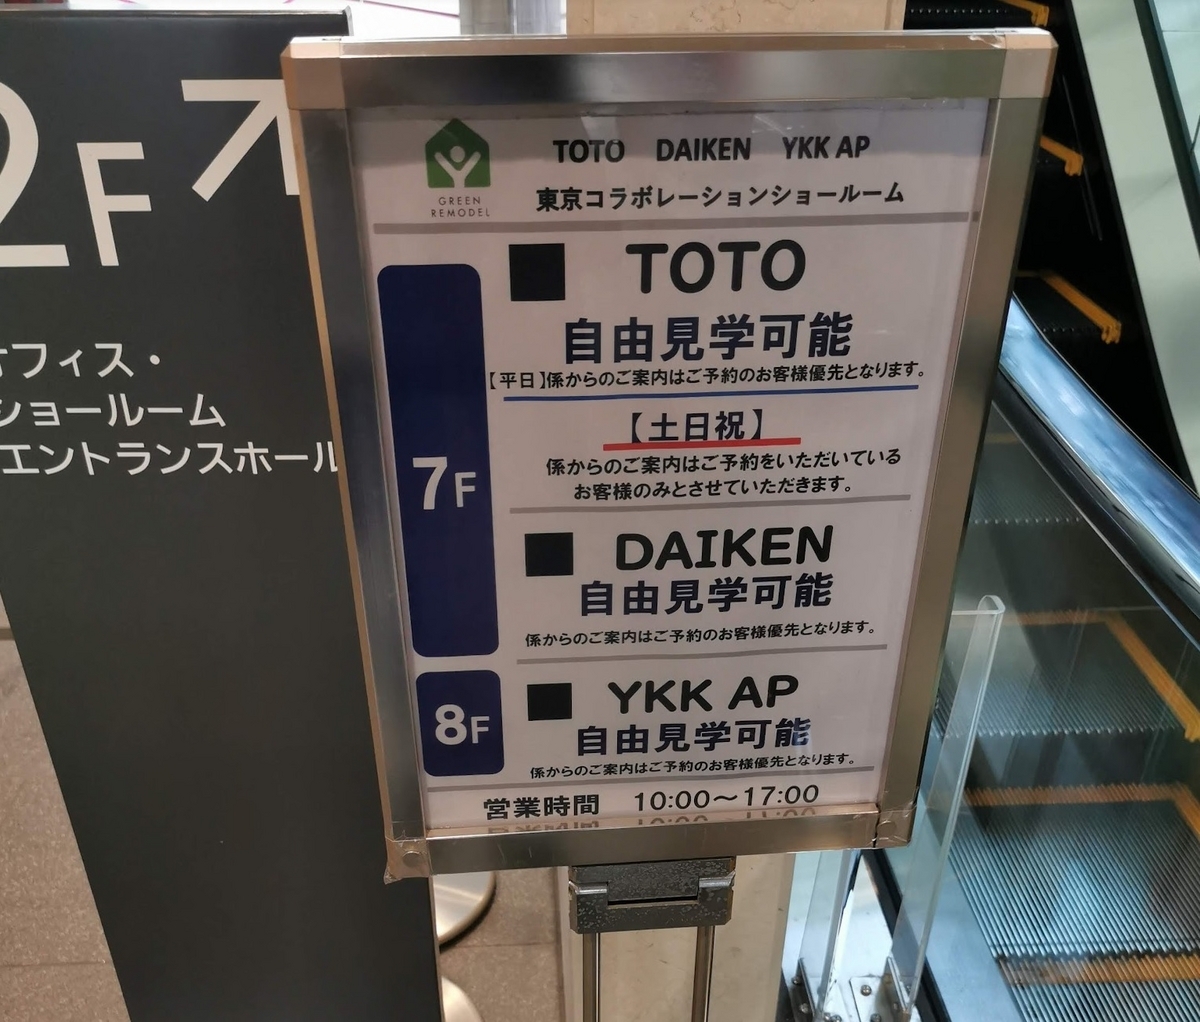 2F
フィス・
ショールーム
エントランスホール
GREEN
REMODEL
TOTO DAIKEN YKK AP
東京コラボレーションショールーム
7F
■ TOTO
自由見学可能
【平日】係からのご案内はご予約のお客様優先となります。
【土日祝】
係からのご案内はご予約をいただいている
お客様のみとさせていただきます。
■ DAIKEN
自由見学可能
係からのご案内はご予約のお客様優先となります。
8F
■ YKK AP
自由見学可能
係からのご案内はご予約のお客様優先となります。
営業時間 10:00~17:00